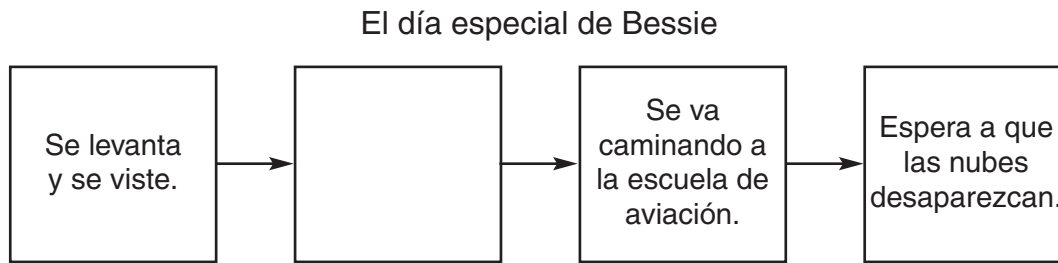 El día especial de Bessie
Se levanta
y se viste.
Se va
caminando a
la escuela de
aviación.
Espera a que
las nubes
desaparezcan.